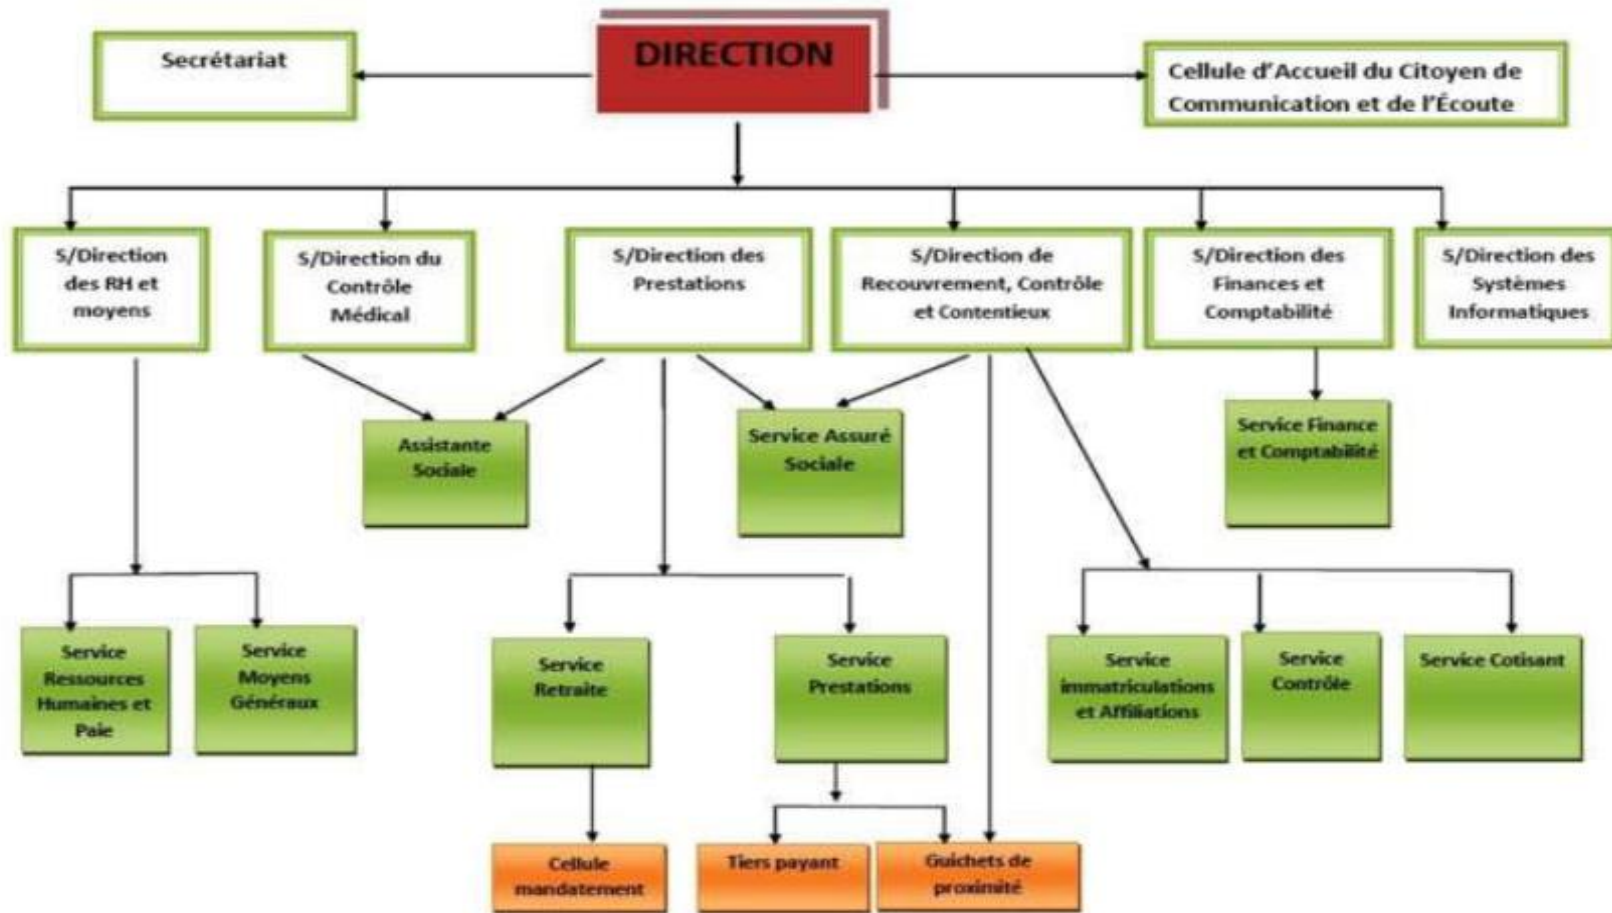 Secrétariat
DIRECTION
Cellule d'Accueil du Citoyen de
Communication et de l'Écoute
S/Direction
des RH et
moyens
S/Direction du
Contrôle
Médical
S/Direction des
Prestations
S/Direction de
Recouvrement, Contrôle
et Contentieux
S/Direction des
Finances et
Comptabilité
S/Direction des
Systèmes
Informatiques
Assistante
Sociale
Service Assuré
Sociale
Service Finance
et Comptabilité
Service
Ressources
Humaines et
Paie
Service
Moyens
Généraux
Service
Retraite
Service
Prestations
Service
immatriculations
et Affiliations
Service
Contrôle
Service Cotisant
Cellule
mandatement
Tiers payant
Guichets de
proximité